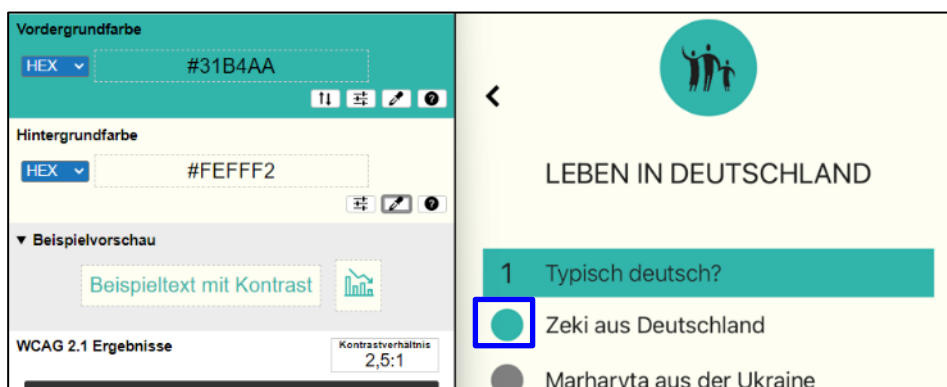 Vordergrundfarbe
HEX
#31B4AA
Hintergrundfarbe
HEX
#FEFFF2
▼ Beispielvorschau
Beispieltext mit Kontrast
WCAG 2.1 Ergebnisse
Kontrastverhältnis
2,5:1
LEBEN IN DEUTSCHLAND
1 Typisch deutsch?
Zeki aus Deutschland
Marharyta aus der Ukraine